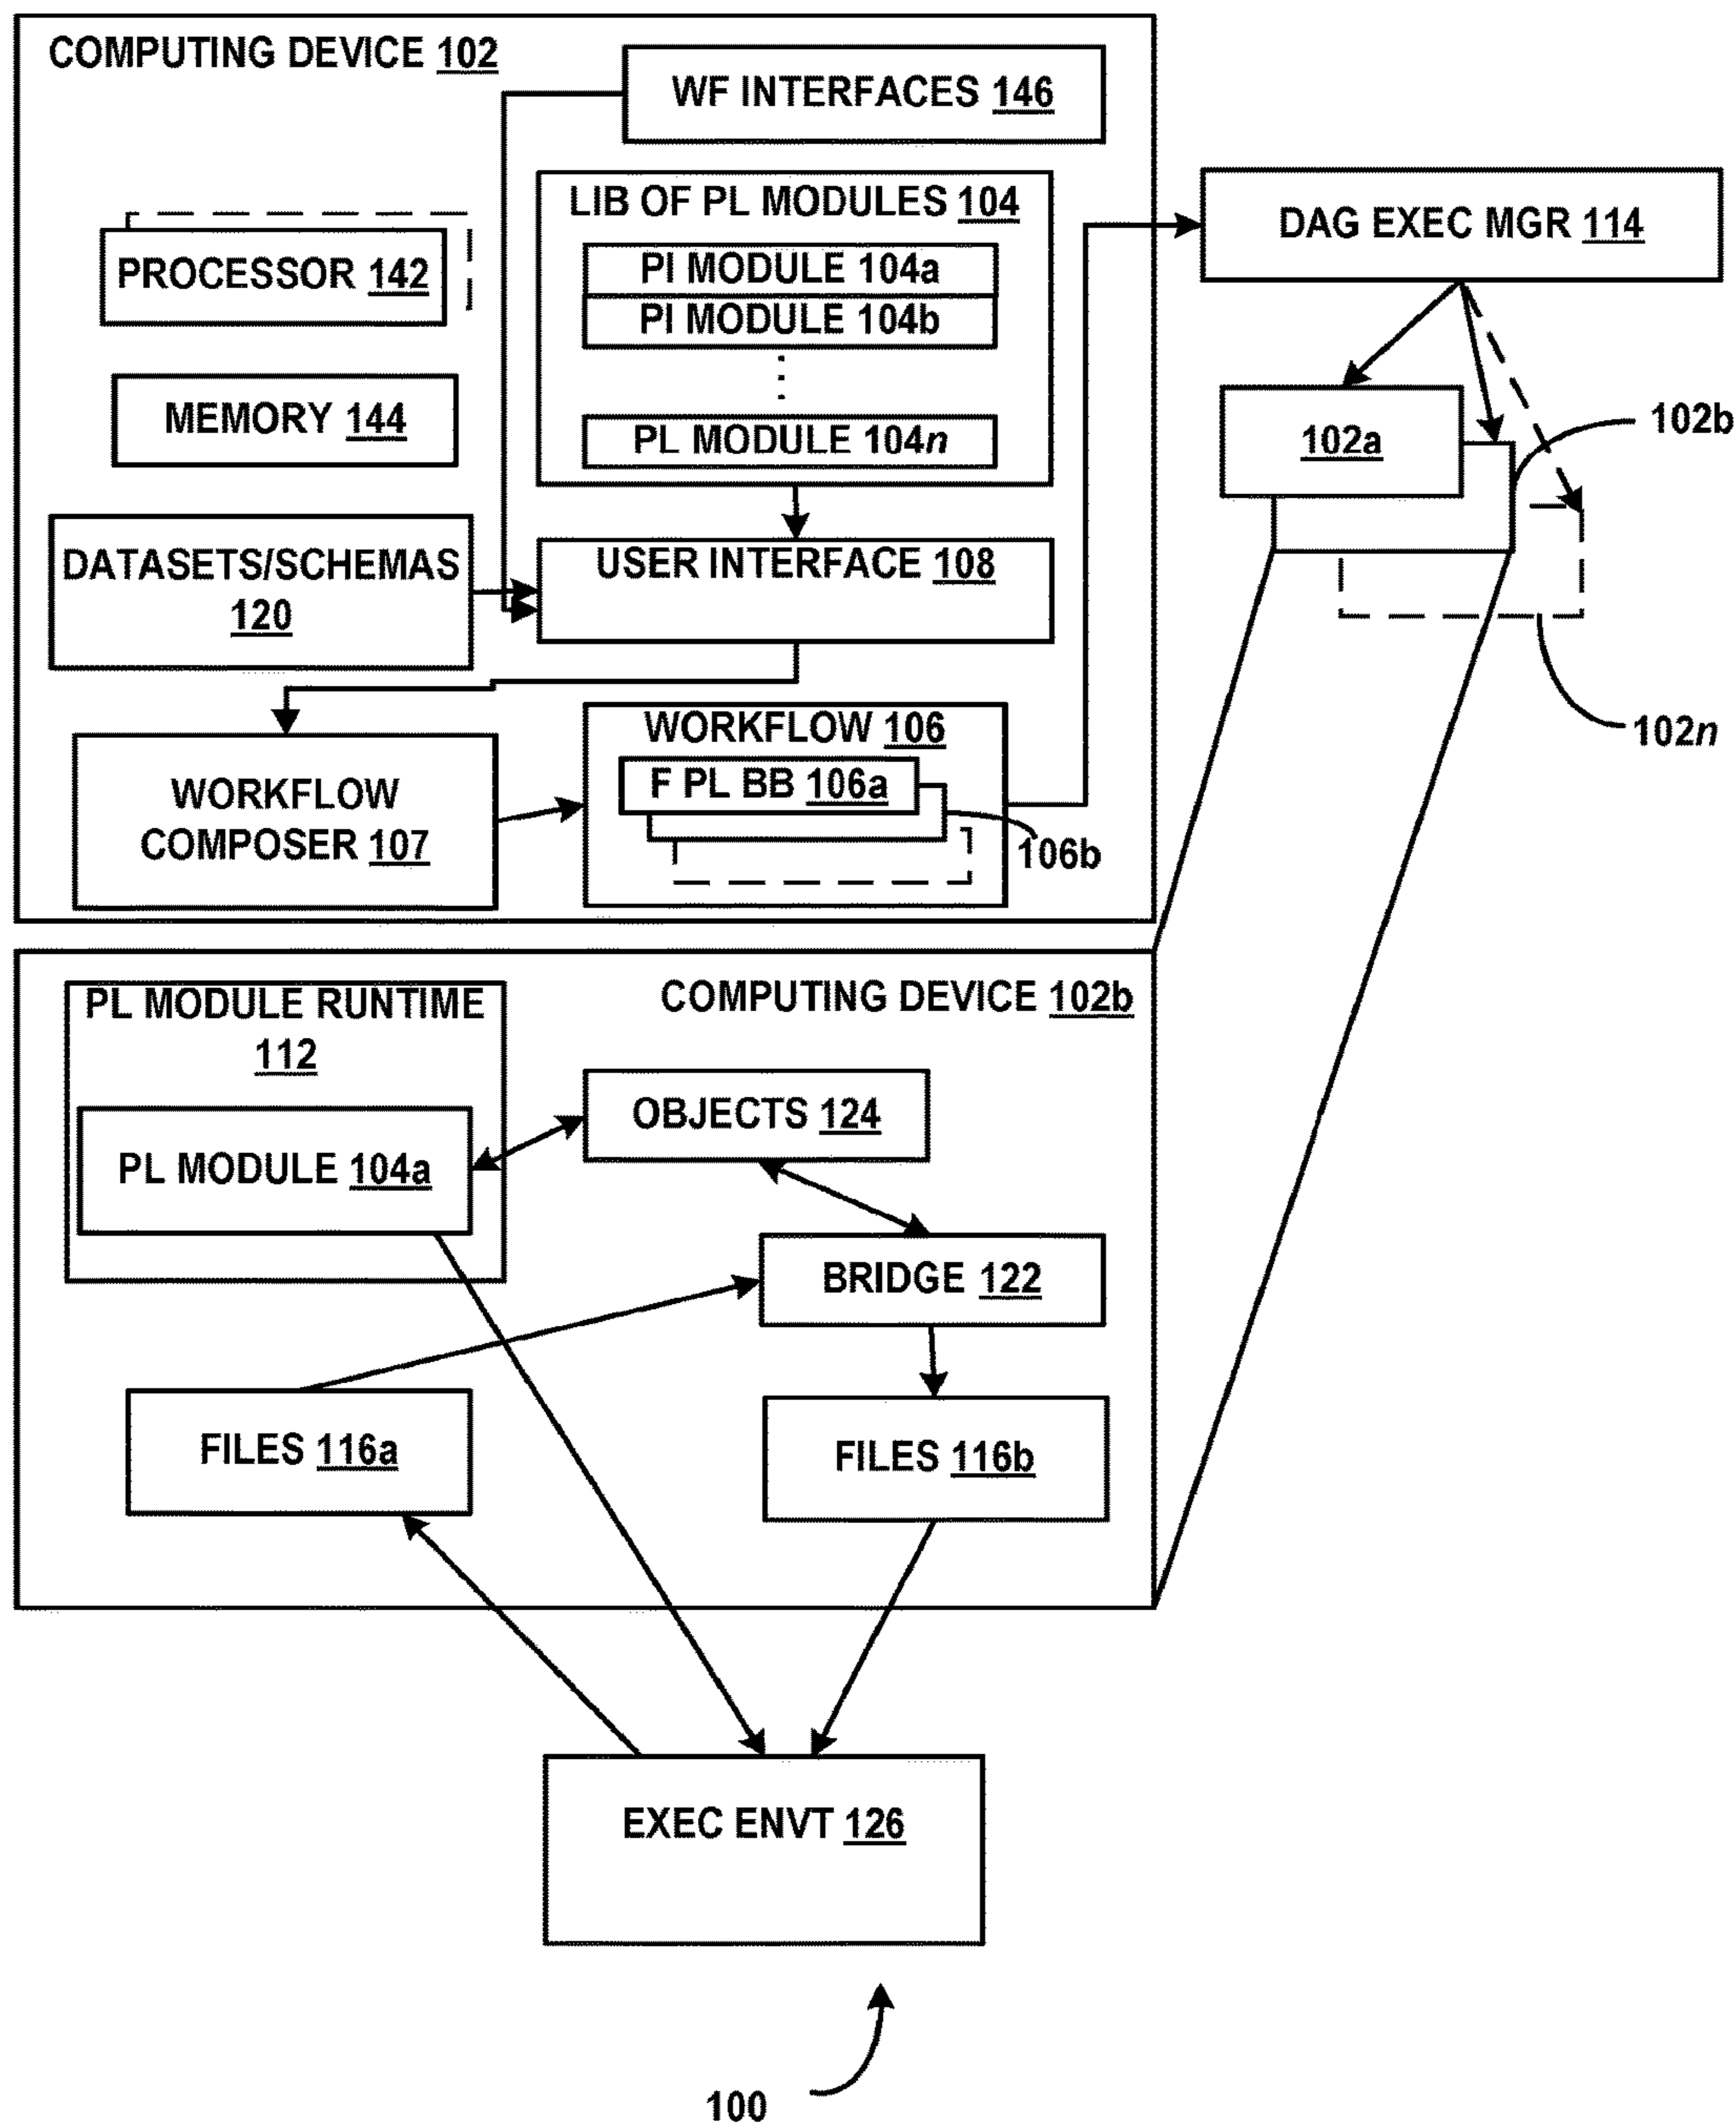 COMPUTING DEVICE 102
WF INTERFACES 146
LIB OF PL MODULES 104
PI MODULE 104a
PI MODULE 104b
PL MODULE 104n
PROCESSOR 142
MEMORY 144
DATASETS/SCHEMAS
120
USER INTERFACE 108
WORKFLOW
COMPOSER 107
WORKFLOW 106
F PL BB 106a
106b
DAG EXEC MGR 114
102a
102b
102n
COMPUTING DEVICE 102b
PL MODULE RUNTIME
112
PL MODULE 104a
OBJECTS 124
BRIDGE 122
FILES 116a
FILES 116b
EXEC ENVT 126
100